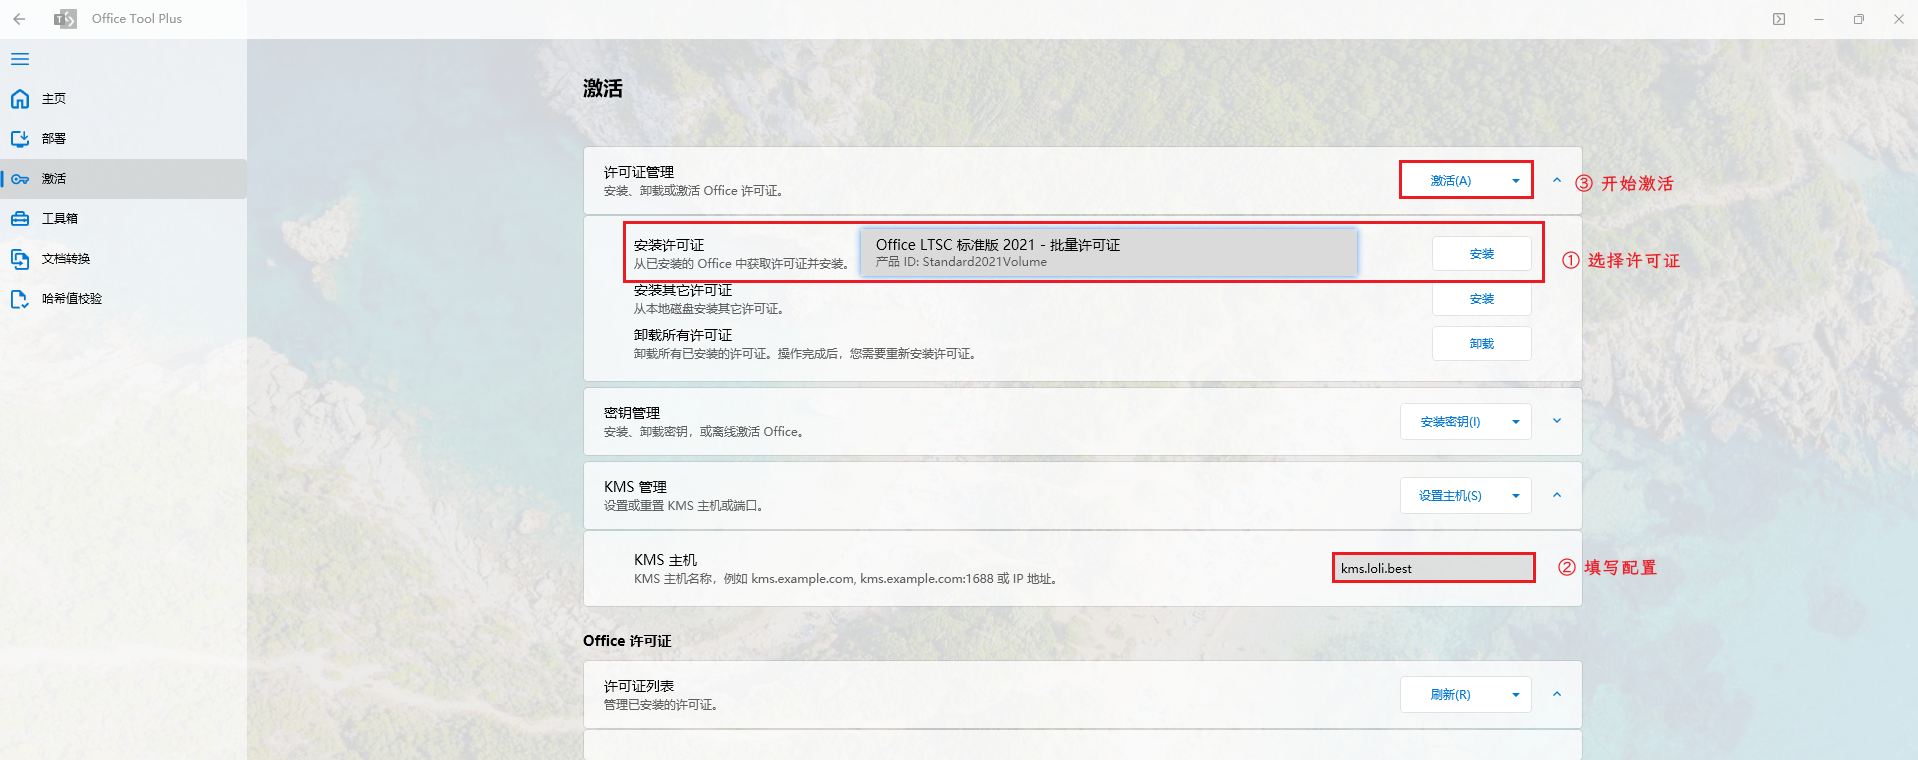 Office Tool Plus
主页
部署
激活
工具箱
文档转换
哈希值校验
激活
许可证管理
安装、卸载或激活 Office 许可证。
激活(A)
③ 开始激活
安装许可证
从已安装的 Office 中获取许可证并安装。
Office LTSC 标准版 2021 - 批量许可证
产品 ID: Standard2021Volume
安装
① 选择许可证
安装其它许可证
从本地磁盘安装其它许可证。
安装
卸载所有许可证
卸载所有已安装的许可证。操作完成后，您需要重新安装许可证。
卸载
密钥管理
安装、卸载密钥，或离线激活 Office。
安装密钥(I)
KMS 管理
设置或重置 KMS 主机或端口。
设置主机(S)
KMS 主机
KMS 主机名称，例如 kms.example.com, kms.example.com:1688 或 IP 地址。
kms.loli.best
② 填写配置
Office 许可证
许可证列表
管理已安装的许可证。
刷新(R)